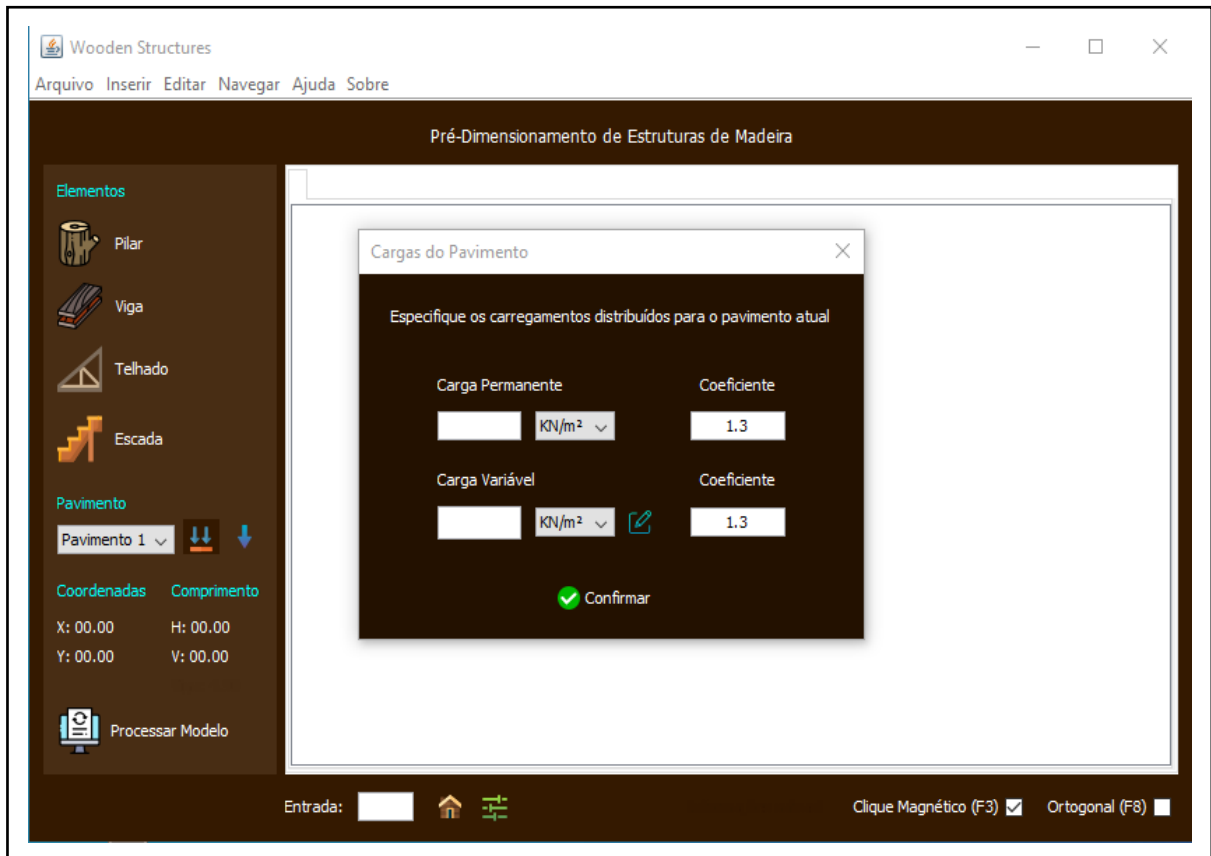 Wooden Structures
Arquivo Inserir Editar Navegar Ajuda Sobre
Pré-Dimensionamento de Estruturas de Madeira
Elementos
Pilar
Viga
Telhado
Escada
Pavimento
Pavimento 1
Coordenadas Comprimento
X: 00.00 H: 00.00
Y: 00.00 V: 00.00
Processar Modelo
Cargas do Pavimento
Especifique os carregamentos distribuídos para o pavimento atual
Carga Permanente Coeficiente
KN/m² 1.3
Carga Variável Coeficiente
KN/m² 1.3
Confirmar
Entrada: Clique Magnético (F3) Ortogonal (F8)